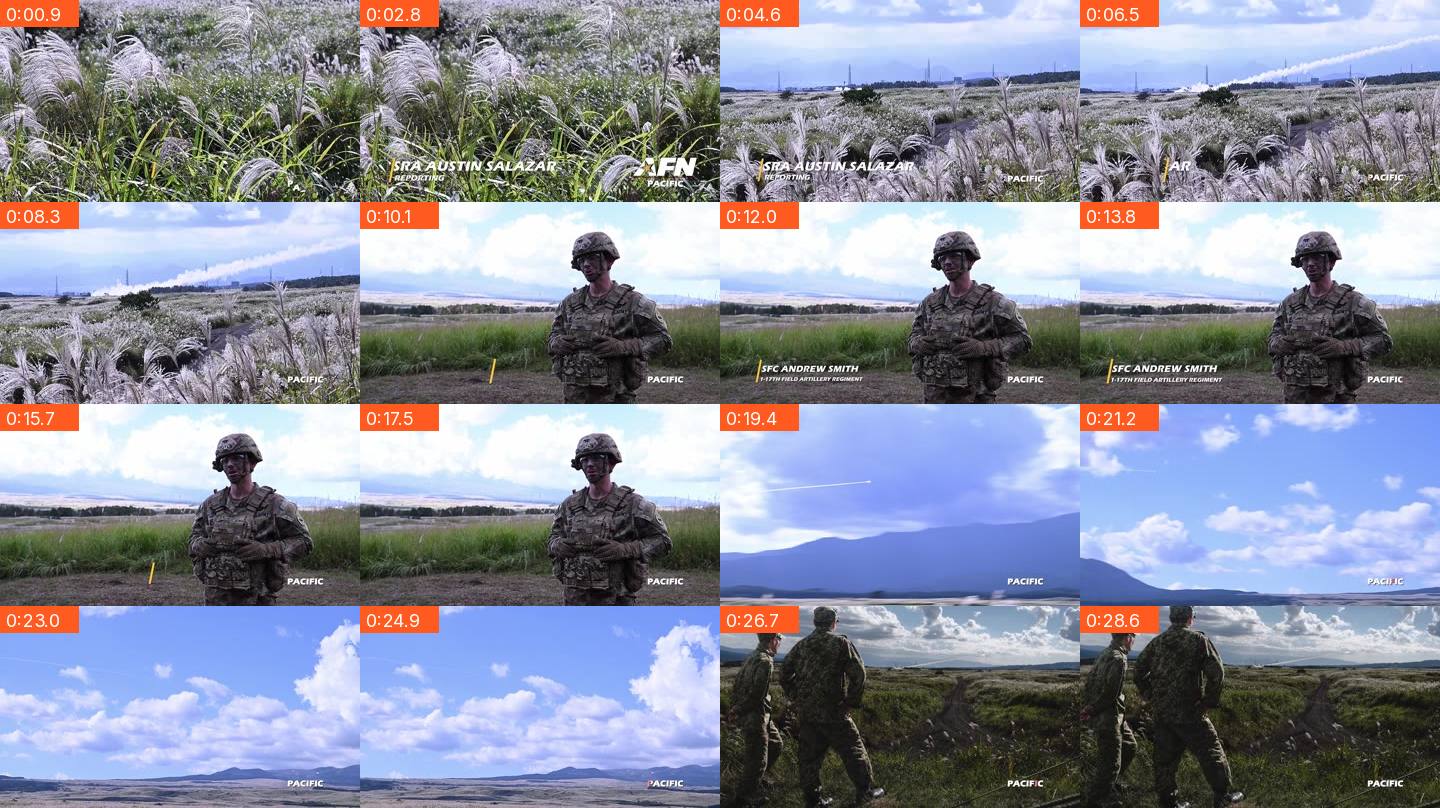 0:00.9
0:02.8
SRA AUSTIN SALAZAR
REPORTING
AFN
PACIFIC
0:04.6
SRA AUSTIN SALAZAR
REPORTING
PACIFIC
0:06.5
AR
PACIFIC
0:08.3
PACIFIC
0:10.1
PACIFIC
0:12.0
SFC ANDREW SMITH
1-17TH FIELD ARTILLERY REGIMENT
PACIFIC
0:13.8
SFC ANDREW SMITH
1-17TH FIELD ARTILLERY REGIMENT
PACIFIC
0:15.7
PACIFIC
0:17.5
PACIFIC
0:19.4
PACIFIC
0:21.2
PACIFIC
0:23.0
PACIFIC
0:24.9
PACIFIC
0:26.7
PACIFIC
0:28.6
PACIFIC